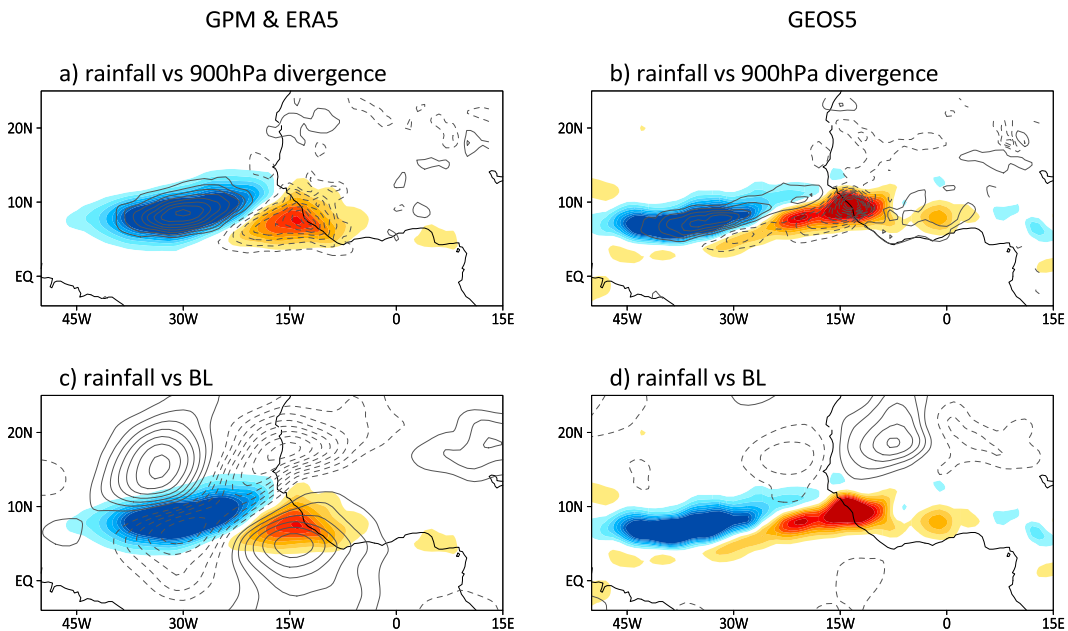 GPM & ERA5
GEOS5
a) rainfall vs 900hPa divergence
b) rainfall vs 900hPa divergence
20N
10N
EQ
45W 30W 15W 0 15E
20N
10N
EQ
45W 30W 15W 0 15E
c) rainfall vs BL
d) rainfall vs BL
20N
10N
EQ
45W 30W 15W 0 15E
20N
10N
EQ
45W 30W 15W 0 15E